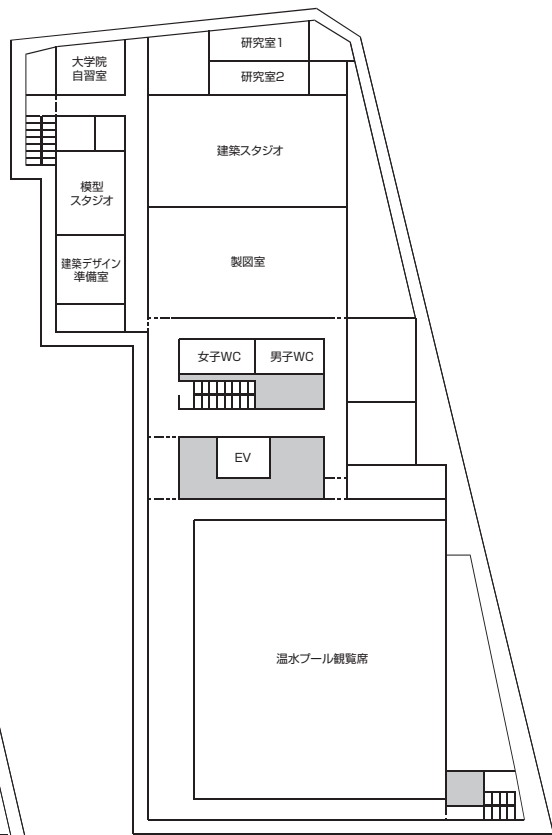 研究室1
大学院
自習室
研究室2
建築スタジオ
模型
スタジオ
建築デザイン
準備室
製図室
女子WC
男子WC
EV
温水プール観覧席